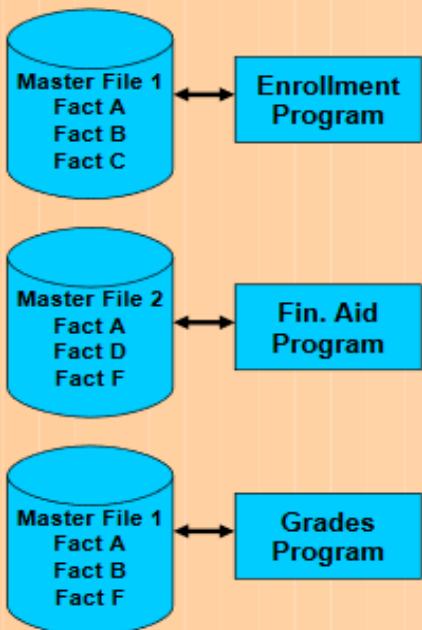 Master File 1
Fact A
Fact B
Fact C
Enrollment
Program
Master File 2
Fact A
Fact D
Fact F
Fin. Aid
Program
Master File 1
Fact A
Fact B
Fact F
Grades
Program